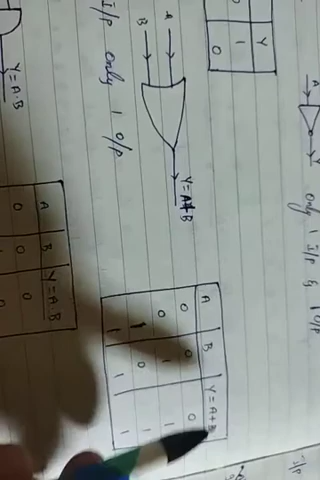 Y
1
0
A
Y
only 1 I/P & 1 O/P
A
B
Y=A+B
I/P only 1 O/P
A B Y=A+B
0 0 0
0 1 1
1 0 1
1 1 1
Y=A.B
A B Y=A.B
0 0 0
I/P